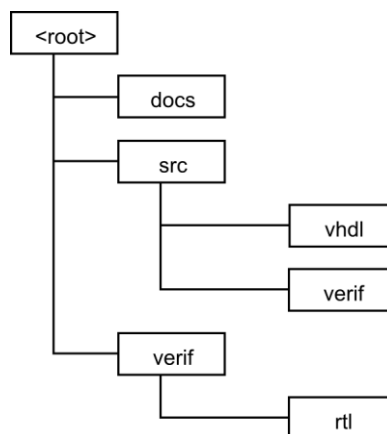 <root>
docs
src
vhdl
verif
verif
rtl